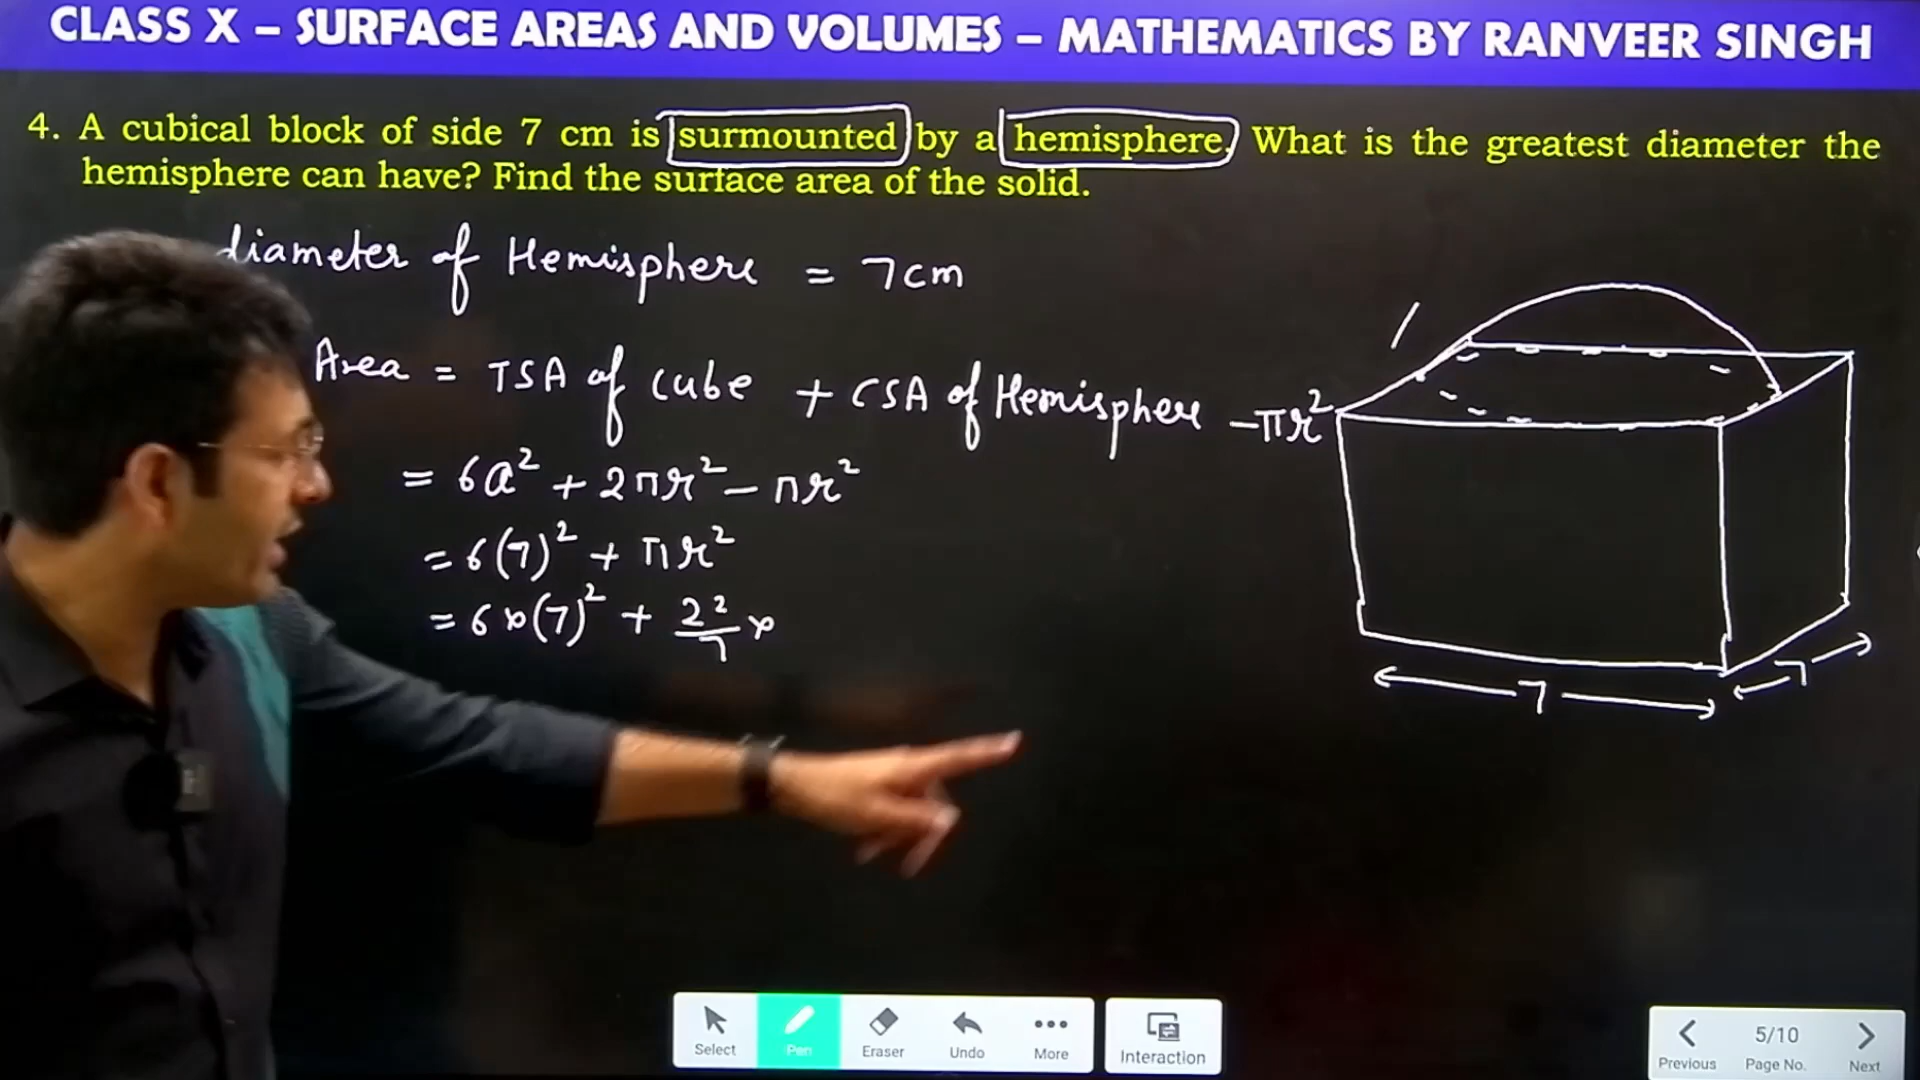 CLASS X – SURFACE AREAS AND VOLUMES – MATHEMATICS BY RANVEER SINGH
4. A cubical block of side 7 cm is surmounted by a hemisphere. What is the greatest diameter the
hemisphere can have? Find the surface area of the solid.
diameter of Hemisphere = 7cm
Area = TSA of cube + CSA of Hemisphere - πr²
= 6a² + 2πr² - πr²
= 6(7)² + πr²
= 6×(7)² + 22/7 ×
7
7
Select
Pen
Eraser
Undo
More
Interaction
Previous
5/10
Page No.
Next